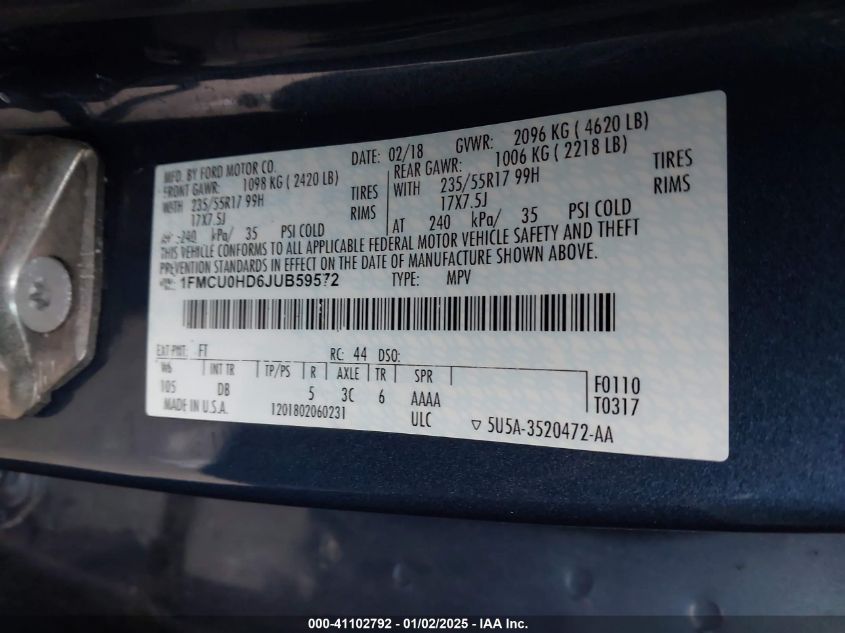 MFD. BY FORD MOTOR CO.
DATE: 02/18 GVWR: 2096 KG ( 4620 LB)
FRONT GAWR: 1098 KG ( 2420 LB)
REAR GAWR: 1006 KG ( 2218 LB)
WITH 235/55R17 99H TIRES
17X7.5J RIMS
WITH 235/55R17 99H TIRES
17X7.5J RIMS
240 kPa/ 35 PSI COLD
AT 240 kPa/ 35 PSI COLD
THIS VEHICLE CONFORMS TO ALL APPLICABLE FEDERAL MOTOR VEHICLE SAFETY AND THEFT
PREVENTION STANDARDS IN EFFECT ON THE DATE OF MANUFACTURE SHOWN ABOVE.
1FMCU0HD6JUB59572 TYPE: MPV
EXT PNT: FT RC: 44 DSO:
WB INT TR TP/PS R AXLE TR SPR
105 DB 5 3C 6 AAAA
F0110
T0317
MADE IN U.S.A. 1201802060231 ULC
▽ 5U5A-3520472-AA
000-41102792 - 01/02/2025 - IAA Inc.